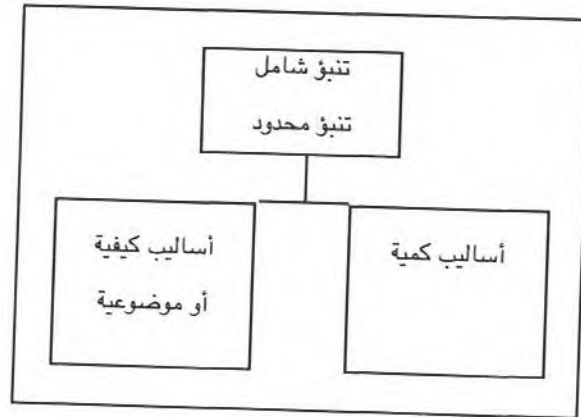 تنبؤ شامل
تنبؤ محدود
أساليب كمية
أساليب كيفية
أو موضوعية